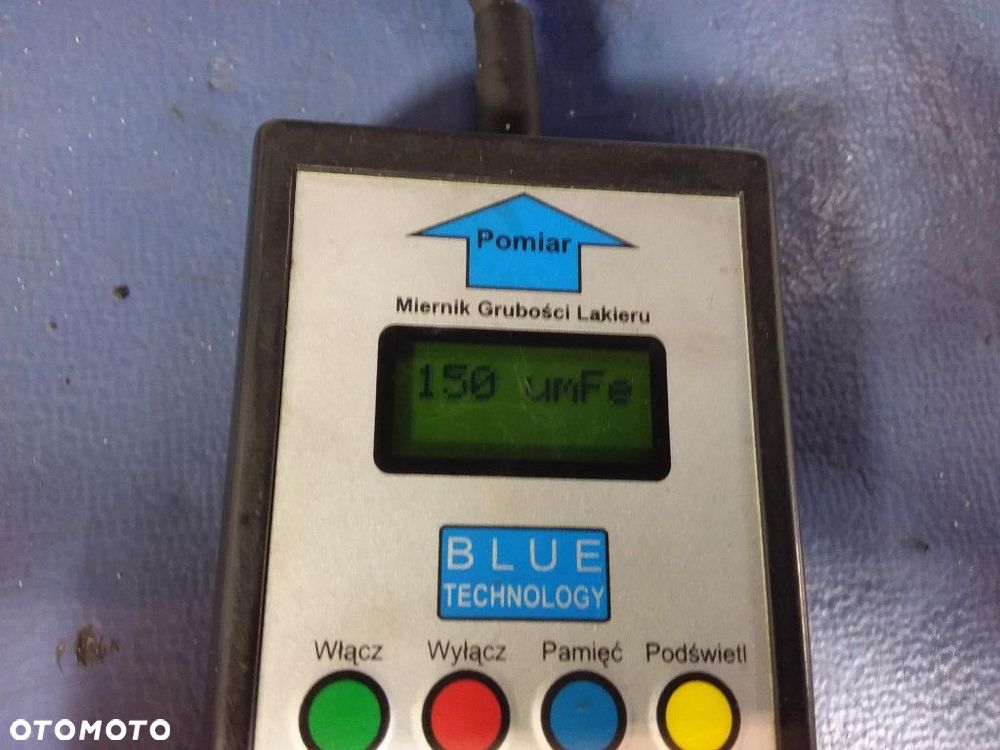 Pomiar
Miernik Grubości Lakieru
150 umFe
BLUE
TECHNOLOGY
Włącz Wyłącz Pamięć Podświetl
OTOMOTO